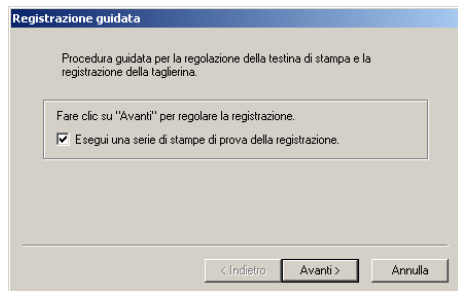 Registrazione guidata
Procedura guidata per la regolazione della testina di stampa e la
registrazione della taglierina.
Fare clic su "Avanti" per regolare la registrazione.
Esegui una serie di stampe di prova della registrazione.
< Indietro
Avanti >
Annulla